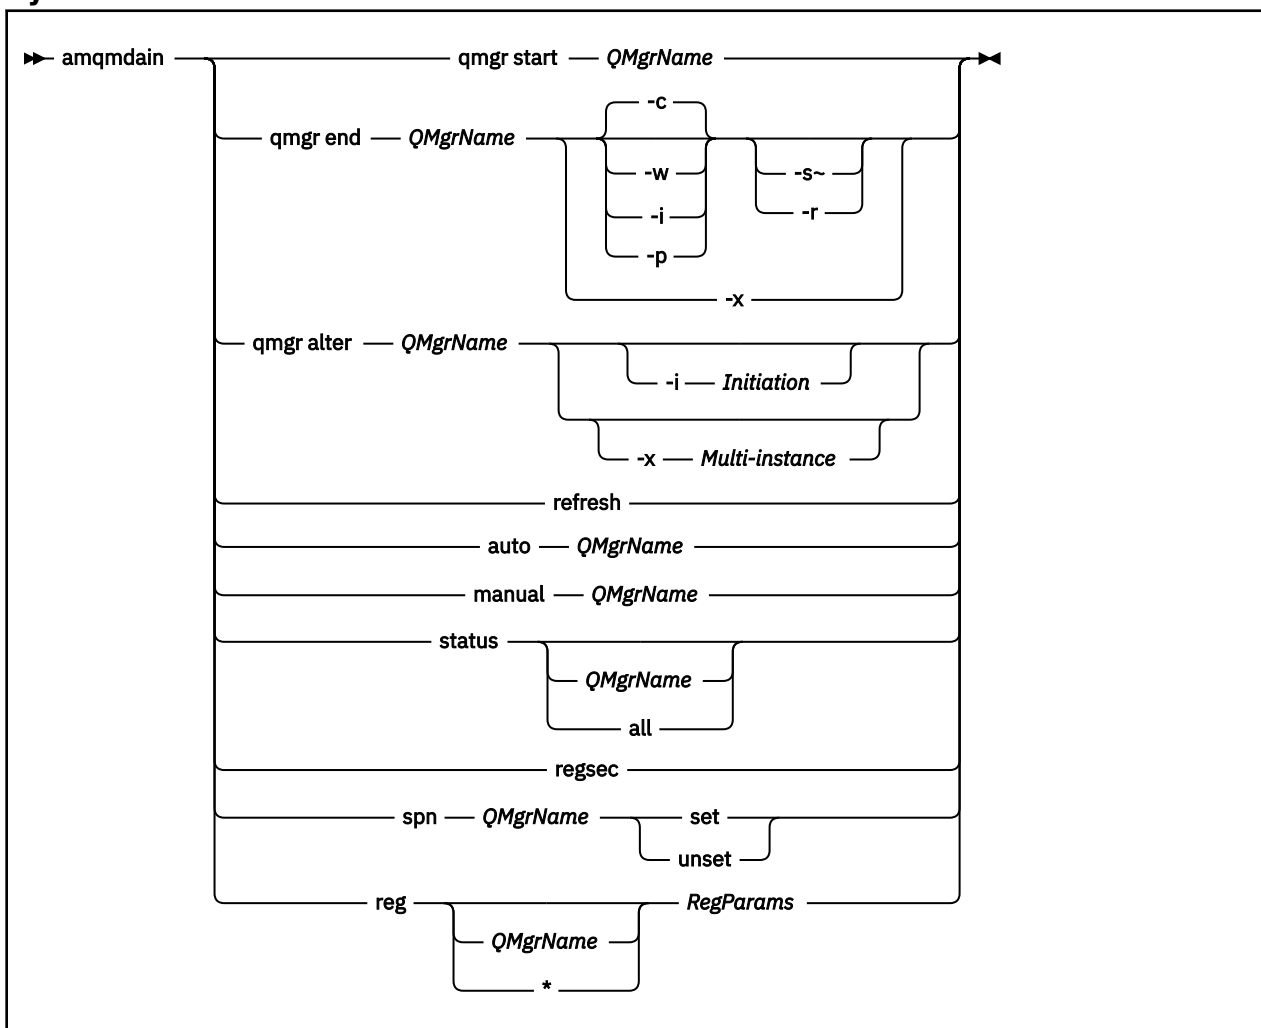 amqmdain qmgr start QMgrName
-c
qmgr end QMgrName
-w -s~
-i -r
-p
-x
qmgr alter QMgrName
-i Initiation
-x Multi-instance
refresh
auto QMgrName
manual QMgrName
status
QMgrName
all
regsec
spn QMgrName set
unset
reg RegParams
QMgrName
*